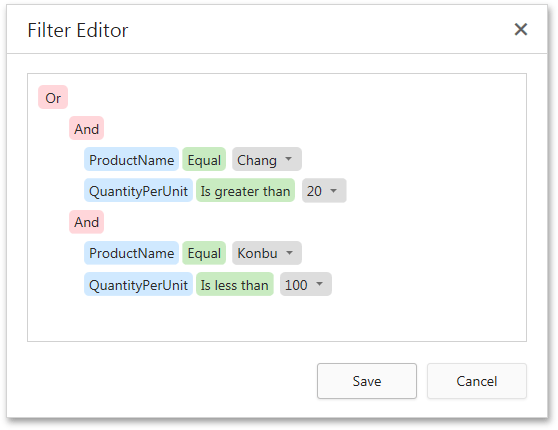 Filter Editor
Or
And
ProductName Equal Chang
QuantityPerUnit Is greater than 20
And
ProductName Equal Konbu
QuantityPerUnit Is less than 100
Save Cancel